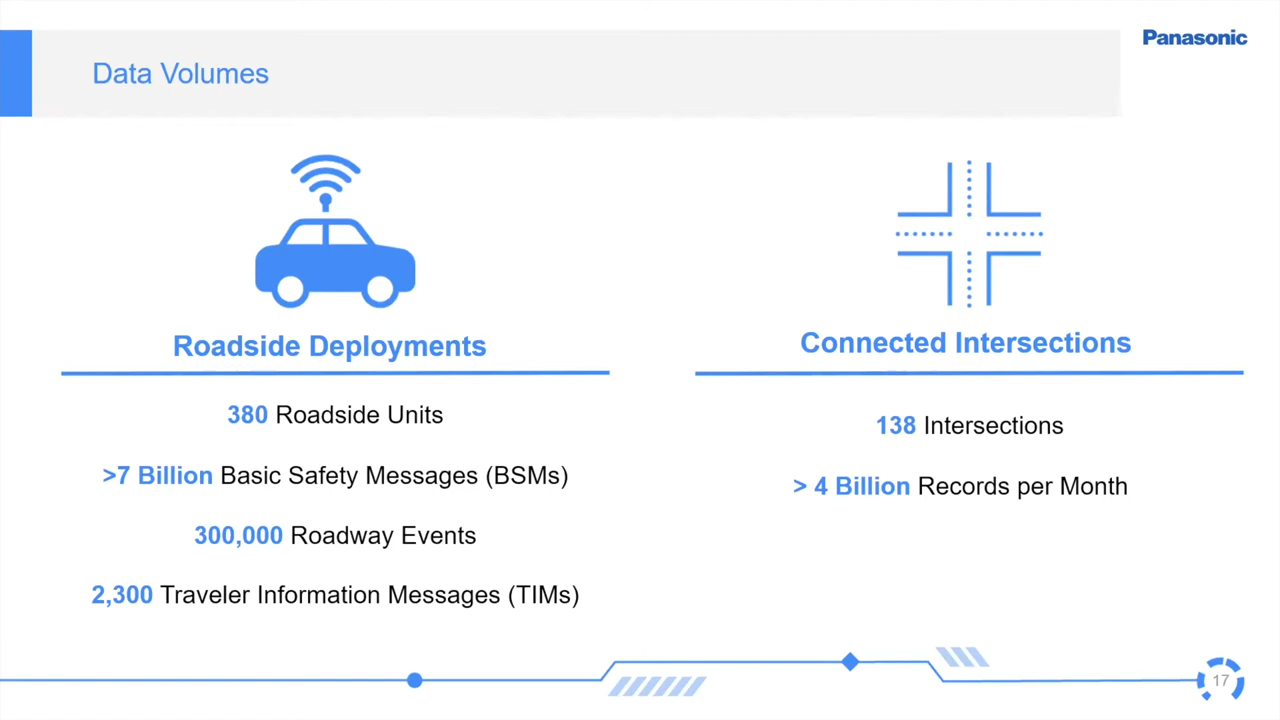 Panasonic
Data Volumes
Roadside Deployments
380 Roadside Units
>7 Billion Basic Safety Messages (BSMs)
300,000 Roadway Events
2,300 Traveler Information Messages (TIMs)
Connected Intersections
138 Intersections
> 4 Billion Records per Month
17